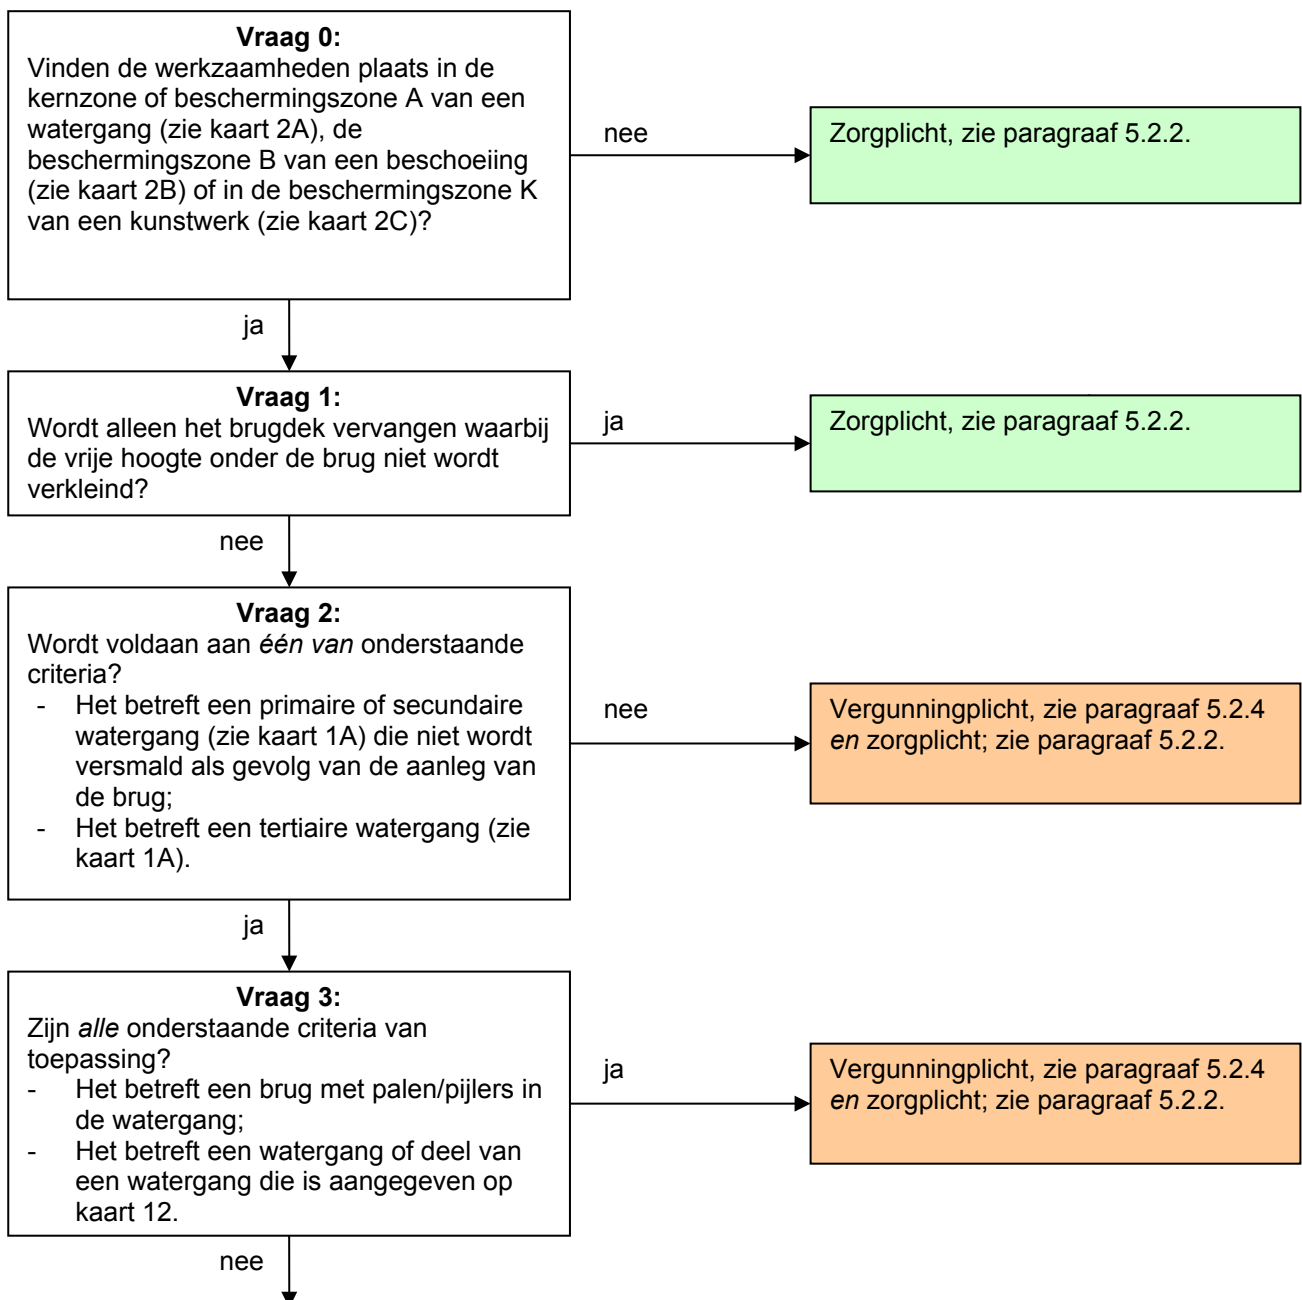 Vraag 0:
Vinden de werkzaamheden plaats in de
kernzone of beschermingszone A van een
watergang (zie kaart 2A), de
beschermingszone B van een beschoeiing
(zie kaart 2B) of in de beschermingszone K
van een kunstwerk (zie kaart 2C)?
nee
Zorgplicht, zie paragraaf 5.2.2.
ja
Vraag 1:
Wordt alleen het brugdek vervangen waarbij
de vrije hoogte onder de brug niet wordt
verkleind?
ja
Zorgplicht, zie paragraaf 5.2.2.
nee
Vraag 2:
Wordt voldaan aan één van onderstaande
criteria?
- Het betreft een primaire of secundaire
watergang (zie kaart 1A) die niet wordt
versmald als gevolg van de aanleg van
de brug;
- Het betreft een tertiaire watergang (zie
kaart 1A).
nee
Vergunningplicht, zie paragraaf 5.2.4
en zorgplicht; zie paragraaf 5.2.2.
ja
Vraag 3:
Zijn alle onderstaande criteria van
toepassing?
- Het betreft een brug met palen/pijlers in
de watergang;
- Het betreft een watergang of deel van
een watergang die is aangegeven op
kaart 12.
ja
Vergunningplicht, zie paragraaf 5.2.4
en zorgplicht; zie paragraaf 5.2.2.
nee